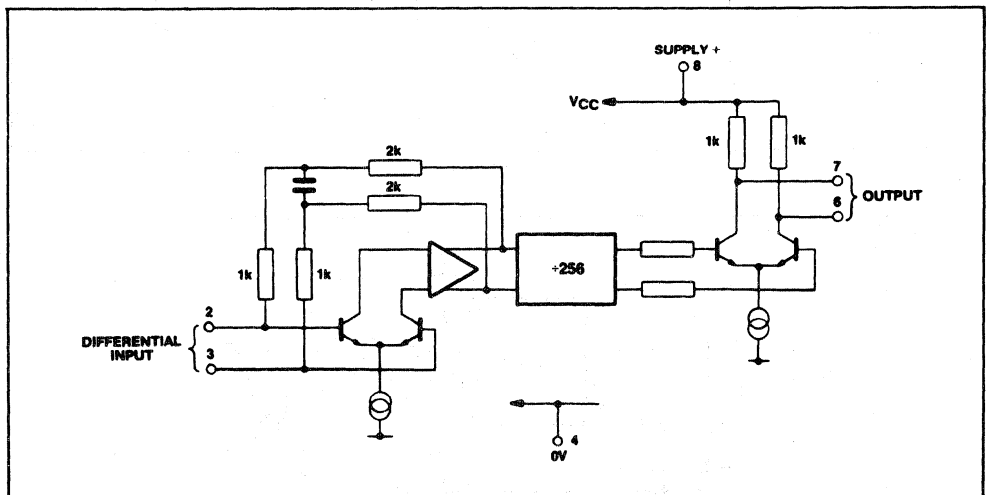 SUPPLY +
8
VCC
1k
1k
7
OUTPUT
6
2k
2k
1k
1k
÷256
2
DIFFERENTIAL
INPUT
3
4
0V